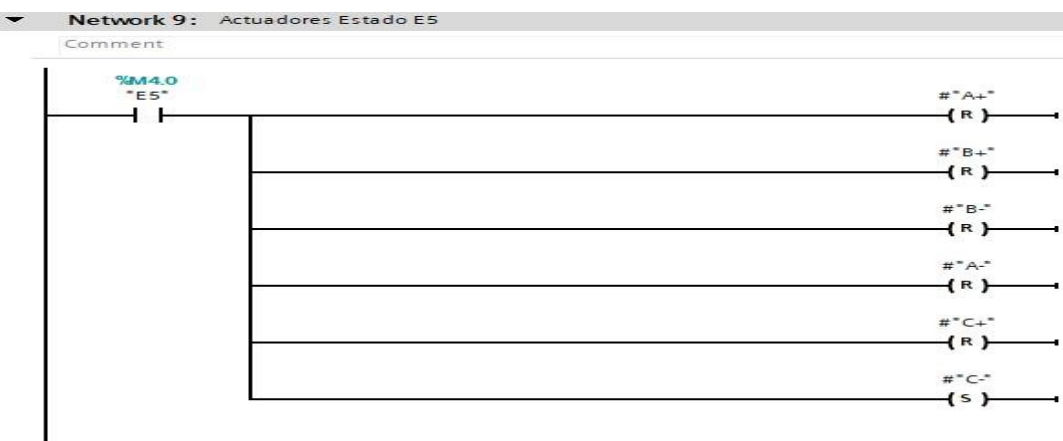 Network 9: Actuadores Estado E5
Comment
%M4.0
"E5"
#"A+"
( R )
#"B+"
( R )
#"B-"
( R )
#"A-"
( R )
#"C+"
( R )
#"C-"
( S )